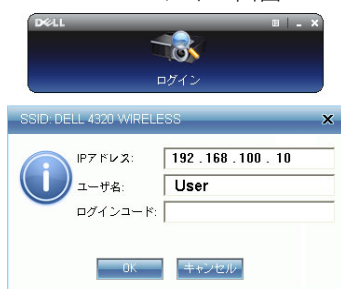 DELL
ログイン
SSID: DELL 4320 WIRELESS
IPアドレス: 192 . 168 . 100 . 10
ユーザ名: User
ログインコード:
OK キャンセル